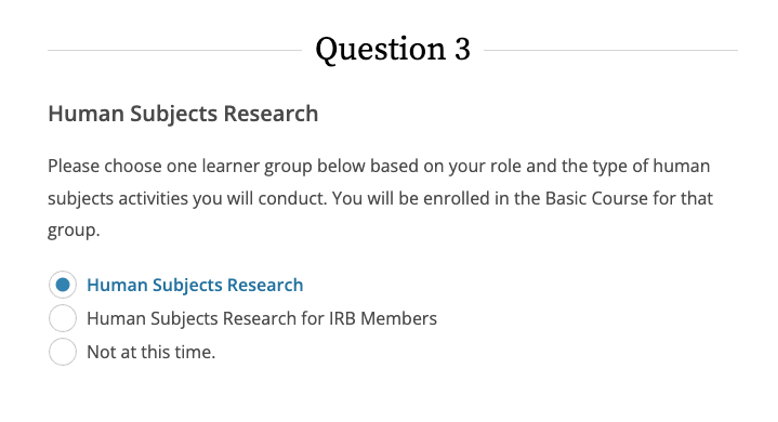 Question 3
Human Subjects Research
Please choose one learner group below based on your role and the type of human
subjects activities you will conduct. You will be enrolled in the Basic Course for that
group.
Human Subjects Research
Human Subjects Research for IRB Members
Not at this time.